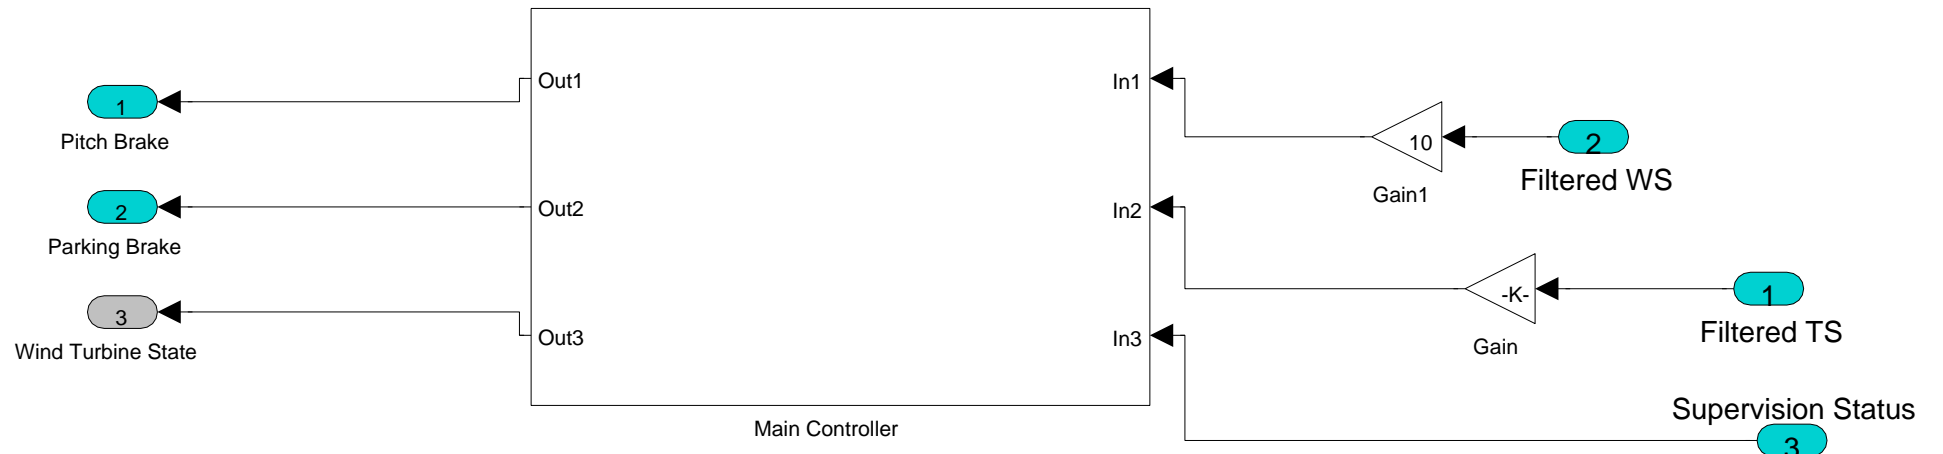 Out1
In1
1
Pitch Brake
10
2
Gain1
Filtered WS
2
Parking Brake
Out2
In2
-K-
1
Gain
Filtered TS
3
Wind Turbine State
Out3
In3
Supervision Status
3
Main Controller